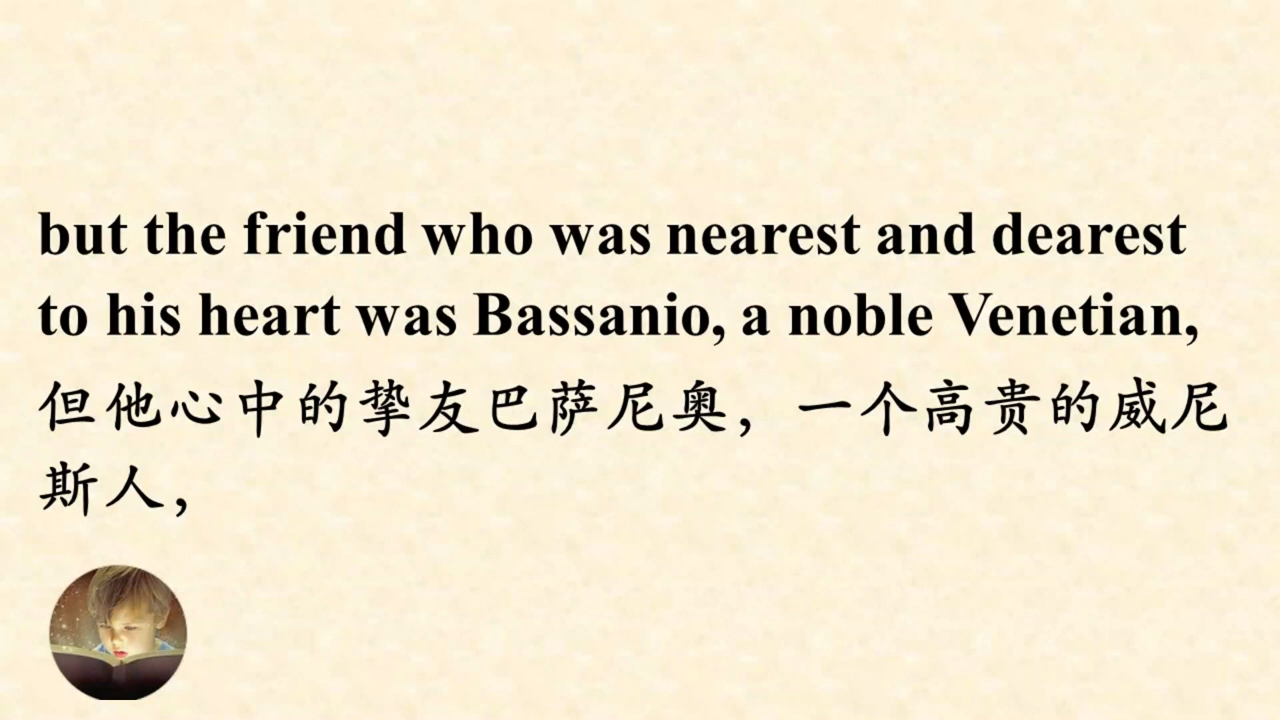 but the friend who was nearest and dearest
to his heart was Bassanio, a noble Venetian,
但他心中的挚友巴萨尼奥，一个高贵的威尼
斯人，